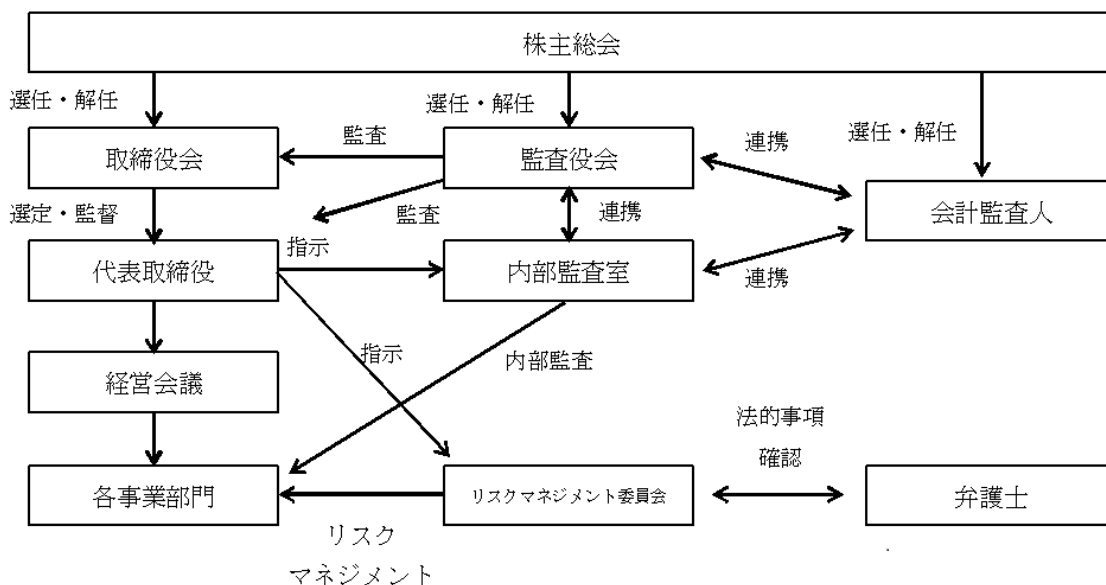 株主総会
選任・解任
選任・解任
選任・解任
取締役会
監査
監査役会
連携
会計監査人
選定・監督
監査
連携
代表取締役
指示
内部監査室
連携
経営会議
指示
内部監査
法的事項
確認
各事業部門
リスクマネジメント委員会
弁護士
リスク
マネジメント